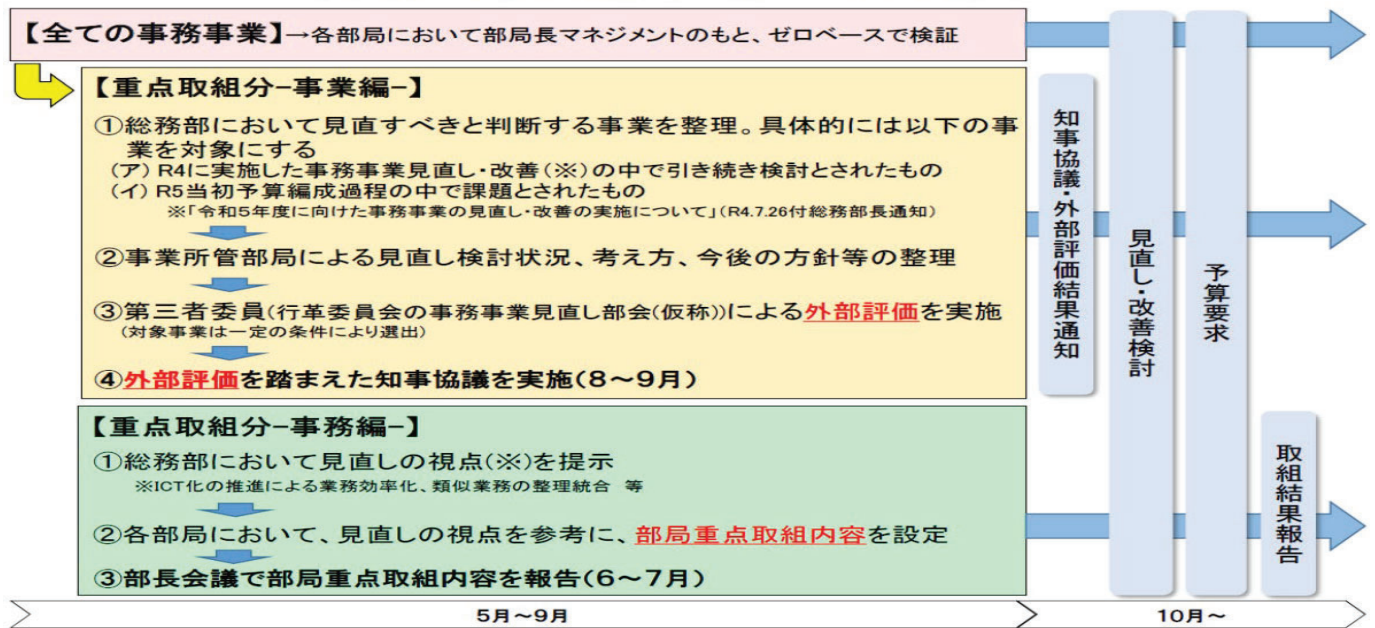 【全ての事務事業】→各部局において部局長マネジメントのもと、ゼロベースで検証
【重点取組分-事業編-】
①総務部において見直すべきと判断する事業を整理。具体的には以下の事
業を対象にする
(ア)R4に実施した事務事業見直し・改善(※)の中で引き続き検討とされたもの
(イ)R5当初予算編成過程の中で課題とされたもの
※「令和5年度に向けた事務事業の見直し・改善の実施について」(R4.7.26付総務部長通知)
②事業所管部局による見直し検討状況、考え方、今後の方針等の整理
③第三者委員(行革委員会の事務事業見直し部会(仮称))による外部評価を実施
(対象事業は一定の条件により選出)
④外部評価を踏まえた知事協議を実施(8~9月)
【重点取組分-事務編-】
①総務部において見直しの視点(※)を提示
※ICT化の推進による業務効率化、類似業務の整理統合 等
②各部局において、見直しの視点を参考に、部局重点取組内容を設定
③部長会議で部局重点取組内容を報告(6~7月)
知事協議・外部評価結果通知
見直し・改善検討
予算要求
取組結果報告
5月~9月
10月~